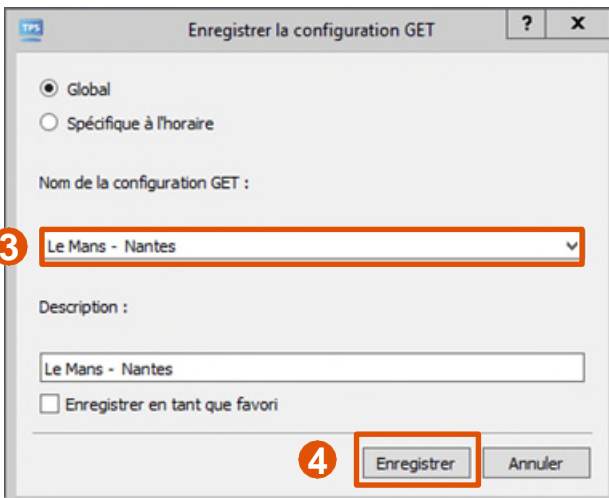 TPS
Enregistrer la configuration GET
? x
Global
Spécifique à l'horaire
Nom de la configuration GET :
3
Le Mans - Nantes
Description :
Le Mans - Nantes
Enregistrer en tant que favori
4
Enregistrer
Annuler